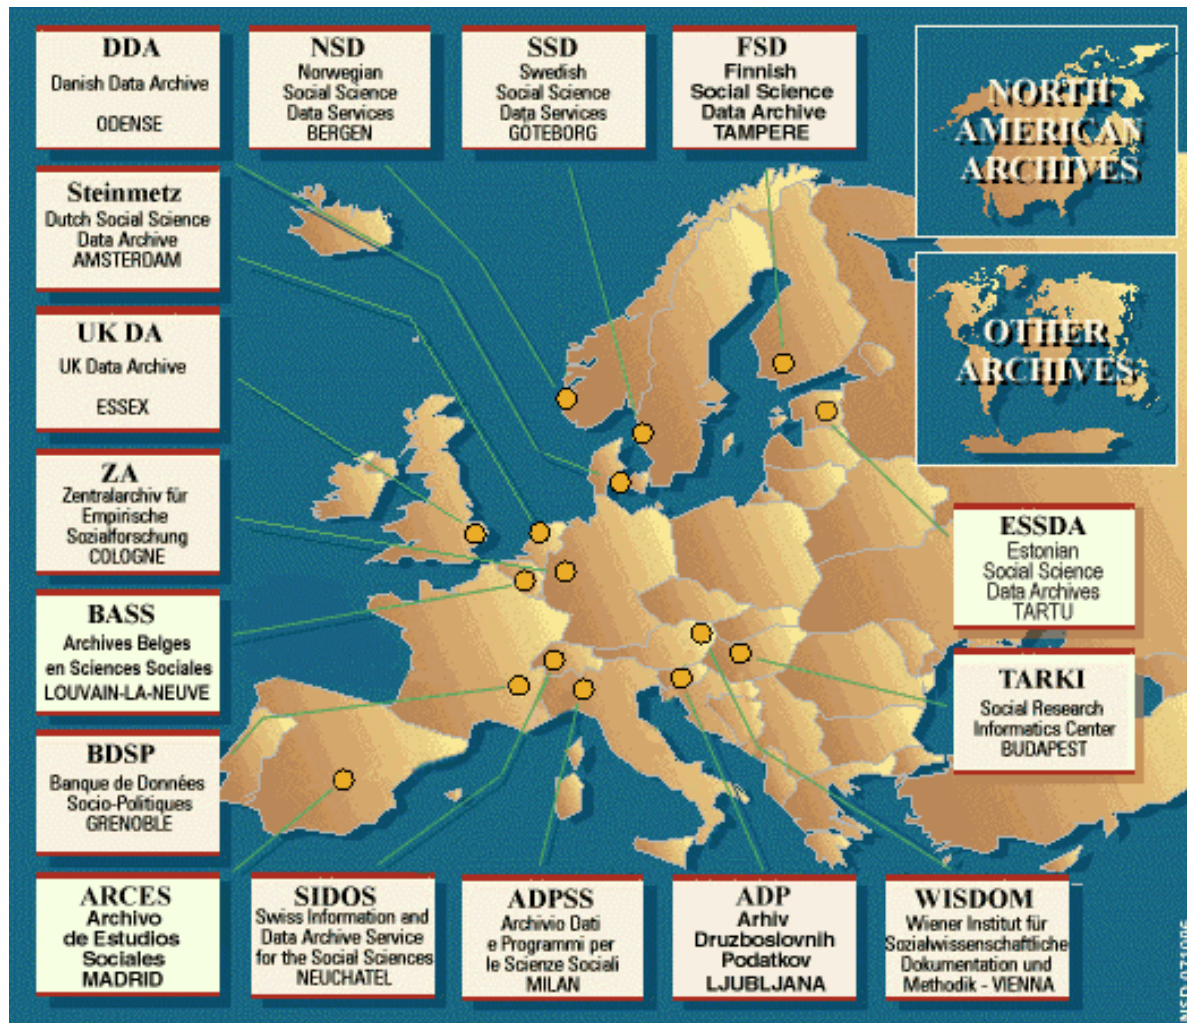 DDA
Danish Data Archive
ODENSE
NSD
Norwegian
Social Science
Data Services
BERGEN
SSD
Swedish
Social Science
Data Services
GÖTEBORG
FSD
Finnish
Social Science
Data Archive
TAMPERE
NORTH
AMERICAN
ARCHIVES
Steinmetz
Dutch Social Science
Data Archive
AMSTERDAM
OTHER
ARCHIVES
UK DA
UK Data Archive
ESSEX
ZA
Zentralarchiv für
Empirische
Sozialforschung
COLOGNE
ESSDA
Estonian
Social Science
Data Archives
TARTU
BASS
Archives Belges
en Sciences Sociales
LOUVAIN-LA-NEUVE
TARKI
Social Research
Informatics Center
BUDAPEST
BDSP
Banque de Données
Socio-Politiques
GRENOBLE
ARCES
Archivo
de Estudios
Sociales
MADRID
SIDOS
Swiss Information and
Data Archive Service
for the Social Sciences
NEUCHATEL
ADPSS
Archivio Dati
e Programmi per
le Scienze Sociali
MILAN
ADP
Arhiv
Druzboslovnih
Podatkov
LJUBLJANA
WISDOM
Wiener Institut für
Sozialwissenschaftliche
Dokumentation und
Methodik - VIENNA